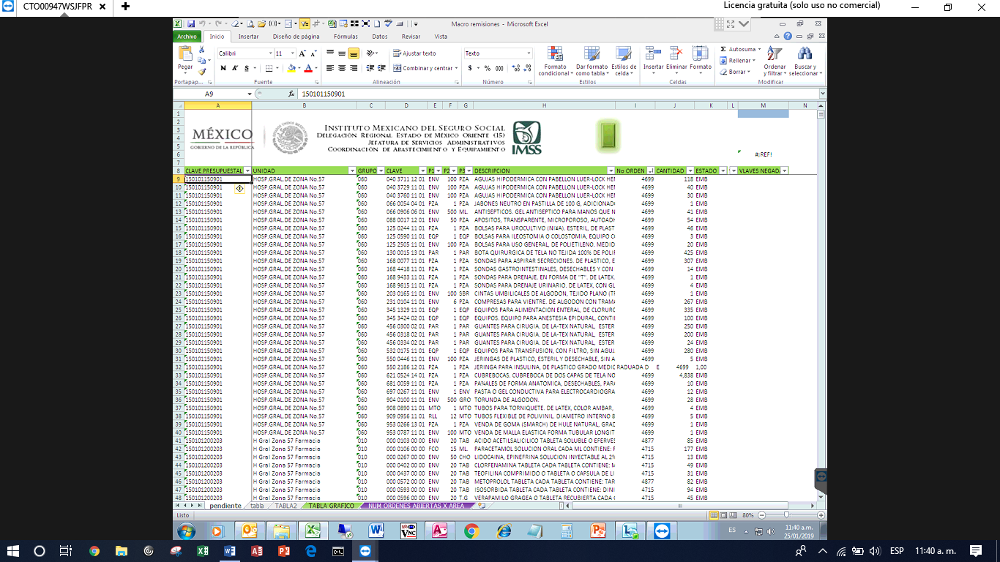 CTO00947WSJFPR
Licencia gratuita (solo uso no comercial)
Macro remisiones - Microsoft Excel
Archivo Inicio Insertar Diseño de página Fórmulas Datos Revisar Vista
Calibri 11 Ajustar texto Texto Autosuma
Rellenar
Pegar N K S Combinar y centrar $ % 000 Formato condicional Dar formato como tabla Estilos de celda Insertar Eliminar Formato Borrar Ordenar y filtrar Buscar y seleccionar
Portapap... Fuente Alineación Número Estilos Celdas Modificar
A9 fx 150101150901
A B C D E F G H I J K L M N
MÉXICO
GOBIERNO DE LA REPÚBLICA
Instituto Mexicano del Seguro Social
Delegación Regional Estado de México Oriente (15)
Jefatura de Servicios Administrativos
Coordinación de Abastecimiento y Equipamiento
IMSS
#¡REF!
8 CLAVE PRESUPUESTAL UNIDAD GRUPO CLAVE P1 P2 P3 DESCRIPCION No ORDEN CANTIDAD ESTADO VLAVES NEGAD
9 150101150901 HOSP.GRAL.DE ZONA No.57 060 040 3711 12 01 ENV 100 PZA AGUJAS HIPODERMICA CON PABELLON LUER-LOCK HEM 4699 118 EMB
10 150101150901 HOSP.GRAL.DE ZONA No.57 060 040 3729 11 01 ENV 100 PZA AGUJAS HIPODERMICA CON PABELLON LUER-LOCK HEM 4699 40 EMB
11 150101150901 HOSP.GRAL.DE ZONA No.57 060 040 3760 11 01 ENV 100 PZA AGUJAS HIPODERMICA CON PABELLON LUER-LOCK HEM 4699 30 EMB
12 150101150901 HOSP.GRAL.DE ZONA No.57 060 066 0054 04 01 PZA 1 PZA JABONES NEUTRO EN PASTILLA DE 100 G, ADICIONAD 4699 1 EMB
13 150101150901 HOSP.GRAL.DE ZONA No.57 060 066 0906 06 01 ENV 500 ML. ANTISEPTICOS. GEL ANTISEPTICO PARA MANOS QUE N 4699 41 EMB
14 150101150901 HOSP.GRAL.DE ZONA No.57 060 088 0017 12 01 ENV 50 PZA APOSITOS, TRANSPARENTE, MICROPOROSO, AUTOADH 4699 54 EMB
15 150101150901 HOSP.GRAL.DE ZONA No.57 060 125 0244 11 01 PZA 1 PZA BOLSAS PARA UROCULTIVO (NI¥A). ESTERIL, DE PLAST 4699 46 EMB
16 150101150901 HOSP.GRAL.DE ZONA No.57 060 125 0590 11 01 EQP 1 EQP BOLSAS PARA ILEOSTOMIA O COLOSTOMIA, EQUIPO C 4699 3 EMB
17 150101150901 HOSP.GRAL.DE ZONA No.57 060 125 2505 11 01 ENV 100 PZA BOLSAS PARA USO GENERAL, DE POLIETILENO. MEDID 4699 20 EMB
18 150101150901 HOSP.GRAL.DE ZONA No.57 060 130 0015 13 01 PAR 1 PAR BOTA QUIRURGICA DE TELA NO TEJIDA 100% DE POLIP 4699 425 EMB
19 150101150901 HOSP.GRAL.DE ZONA No.57 060 168 0077 11 01 PZA 1 PZA SONDAS PARA ASPIRAR SECRECIONES. DE PLASTICO, E 4699 307 EMB
20 150101150901 HOSP.GRAL.DE ZONA No.57 060 168 4418 11 01 PZA 1 PZA SONDAS GASTROINTESTINALES, DESECHABLES Y CON 4699 14 EMB
21 150101150901 HOSP.GRAL.DE ZONA No.57 060 168 9433 11 01 PZA 1 PZA SONDAS PARA DRENAJE. EN FORMA DE "T". DE LATEX. 4699 1 EMB
22 150101150901 HOSP.GRAL.DE ZONA No.57 060 168 9615 11 01 PZA 1 PZA SONDAS PARA DRENAJE URINARIO. DE LATEX, CON GL 4699 4 EMB
23 150101150901 HOSP.GRAL.DE ZONA No.57 060 203 0165 11 01 ENV 100 SBR CINTAS UMBILICALES DE ALGODON, TEJIDO PLANO (TR 4699 1 EMB
24 150101150901 HOSP.GRAL.DE ZONA No.57 060 231 0104 11 01 ENV 6 PZA COMPRESAS PARA VIENTRE. DE ALGODON CON TRAMA 4699 267 EMB
25 150101150901 HOSP.GRAL.DE ZONA No.57 060 345 1329 11 01 EQP 1 EQP EQUIPOS PARA ALIMENTACION ENTERAL, DE CLORURO 4699 335 EMB
26 150101150901 HOSP.GRAL.DE ZONA No.57 060 345 3424 02 01 EQP 1 EQP EQUIPOS. EQUIPO PARA ANESTESIA EPIDURAL, CONTI 4699 100 EMB
27 150101150901 HOSP.GRAL.DE ZONA No.57 060 456 0300 02 01 PAR 1 PAR GUANTES PARA CIRUGIA. DE LA-TEX NATURAL, ESTER 4699 250 EMB
28 150101150901 HOSP.GRAL.DE ZONA No.57 060 456 0318 02 01 PAR 1 PAR GUANTES PARA CIRUGIA. DE LA-TEX NATURAL, ESTER 4699 200 EMB
29 150101150901 HOSP.GRAL.DE ZONA No.57 060 456 0334 02 01 PAR 1 PAR GUANTES PARA CIRUGIA. DE LA-TEX NATURAL, ESTER 4699 24 EMB
30 150101150901 HOSP.GRAL.DE ZONA No.57 060 532 0175 11 01 EQP 1 EQP EQUIPOS PARA TRANSFUSION, CON FILTRO, SIN AGUJ 4699 280 EMB
31 150101150901 HOSP.GRAL.DE ZONA No.57 060 550 0446 11 01 ENV 100 PZA JERINGAS DE PLASTICO, ESTERIL Y DESECHABLE, SIN A 4699 5 EMB
32 150101150901 HOSP.GRAL.DE ZONA No.57 060 550 2186 12 01 PZA 1 PZA JERINGA PARA INSULINA, DE PLASTICO GRADO MEDIC RADUADA D E 4699 1,00
33 150101150901 HOSP.GRAL.DE ZONA No.57 060 621 0524 14 01 PZA 1 PZA CUBREBOCAS. CUBREBOCA DE DOS CAPAS DE TELA NO 4699 4,838 EMB
34 150101150901 HOSP.GRAL.DE ZONA No.57 060 681 0059 11 01 PZA 1 PZA PA¥ALES DE FORMA ANATOMICA, DESECHABLES, PARA 4699 10 EMB
35 150101150901 HOSP.GRAL.DE ZONA No.57 060 697 0267 11 01 ENV 1 ENV PASTA O GEL CONDUCTIVA PARA ELECTROCARDIOGRA 4699 12 EMB
36 150101150901 HOSP.GRAL.DE ZONA No.57 060 904 0100 11 01 ENV 500 GRO TORUNDA DE ALGODON. 4699 28 EMB
37 150101150901 HOSP.GRAL.DE ZONA No.57 060 908 0890 11 01 MTO 1 MTO TUBOS PARA TORNIQUETE. DE LATEX, COLOR AMBAR, 4699 4 EMB
38 150101150901 HOSP.GRAL.DE ZONA No.57 060 909 0956 11 01 RLL 12 MTO TUBOS FLEXIBLE DE POLIVINIL. DIAMETRO INTERNO 8 4699 5 EMB
39 150101150901 HOSP.GRAL.DE ZONA No.57 060 953 0266 13 01 PZA 1 PZA VENDA DE GOMA (SMARCH) DE HULE NATURAL, GRAD 4699 1 EMB
40 150101150901 HOSP.GRAL.DE ZONA No.57 060 953 0787 11 01 ENV 100 MTO VENDA DE MALLA ELASTICA FORMA TUBULAR LONGIT 4699 1 EMB
41 150101200203 H Gral Zona 57 Farmacia 010 000 0103 00 00 ENV 20 TAB ACIDO ACETILSALICILICO TABLETA SOLUBLE O EFERVES 4877 85 EMB
42 150101200203 H Gral Zona 57 Farmacia 010 000 0106 00 00 FCO 15 ML. PARACETAMOL SOLUCION ORAL CADA ML CONTIENE: P 4715 177 EMB
43 150101200203 H Gral Zona 57 Farmacia 010 000 0267 00 00 ENV 50 CHO LIDOCAINA, EPINEFRINA SOLUCION INYECTABLE AL 2% 4715 13 EMB
44 150101200203 H Gral Zona 57 Farmacia 010 000 0402 00 00 ENV 20 TAB CLORFENAMINA TABLETA CADA TABLETA CONTIENE: M 4715 49 EMB
45 150101200203 H Gral Zona 57 Farmacia 010 000 0437 00 00 ENV 20 TAB TEOFILINA COMPRIMIDO O TABLETA O CAPSULA DE LI 4715 31 EMB
46 150101200203 H Gral Zona 57 Farmacia 010 000 0572 00 00 ENV 20 TAB METOPROLOL TABLETA CADA TABLETA CONTIENE: TAR 4877 82 EMB
47 150101200203 H Gral Zona 57 Farmacia 010 000 0593 00 00 ENV 20 TAB ISOSORBIDA TABLETA CADA TABLETA CONTIENE: DINI 4715 94 EMB
48 150101200203 H Gral Zona 57 Farmacia 010 000 0596 00 00 ENV 20 T.G VERAPAMILO GRAGEA O TABLETA RECUBIERTA CADA G 4715 45 EMB
pendiente tabla TABLA2 TABLA GRAFICO NUM ORDENES ABIERTAS X AREA
Listo 80%
ES 11:40 a.m.
25/01/2019
ESP 11:40 a. m.